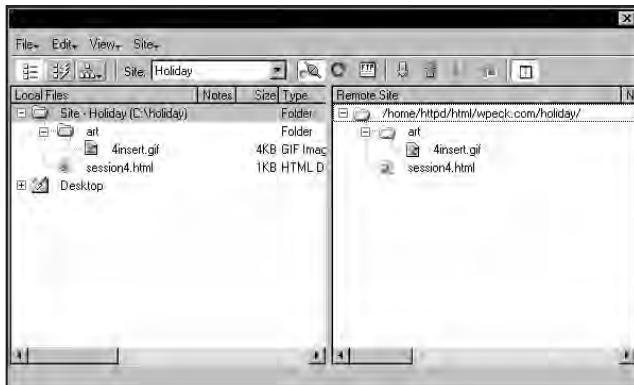 File Edit View Site
Site: Holiday FTP
Local Files Notes Size Type
Site - Holiday (C:\holiday) Folder
art Folder
4insert.gif 4KB GIF Imag
session4.html 1KB HTML D
Desktop
Remote Site N
/home/httpd/html/wpeck.com/holiday/
art
4insert.gif
session4.html